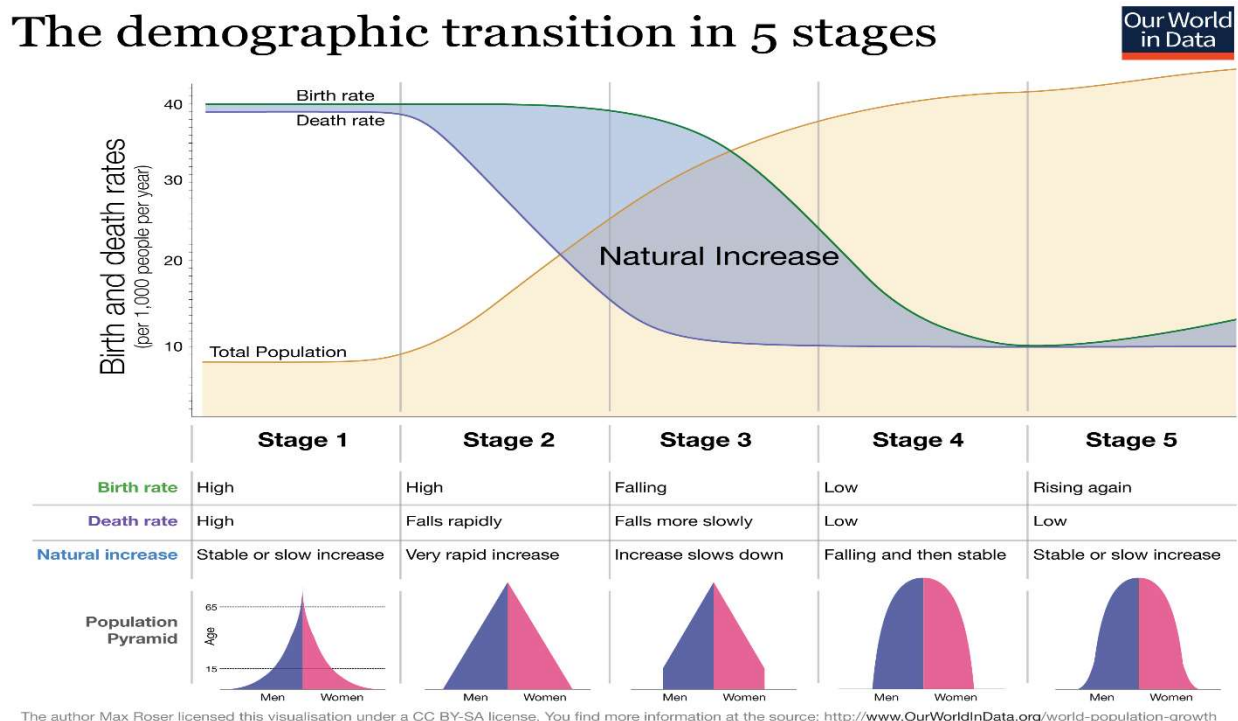 The demographic transition in 5 stages
Our World
in Data
Birth and death rates
(per 1,000 people per year)
40
30
20
10
Birth rate
Death rate
Natural Increase
Total Population
Stage 1 Stage 2 Stage 3 Stage 4 Stage 5
Birth rate High High Falling Low Rising again
Death rate High Falls rapidly Falls more slowly Low Low
Natural increase Stable or slow increase Very rapid increase Increase slows down Falling and then stable Stable or slow increase
Population
Pyramid
Age
65
15
Men Women Men Women Men Women Men Women Men Women
The author Max Roser licensed this visualisation under a CC BY-SA license. You find more information at the source: http://www.OurWorldInData.org/world-population-growth